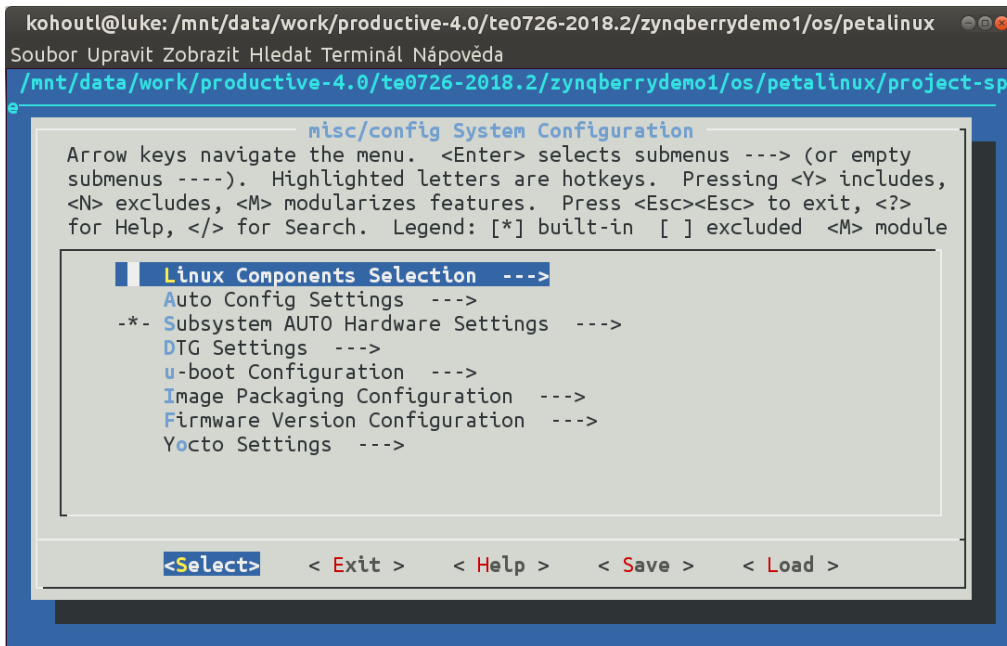 kohoutl@luke: /mnt/data/work/productive-4.0/te0726-2018.2/zynqberrydemo1/os/petalinux
Soubor Upravit Zobrazit Hledat Terminál Nápověda
/mnt/data/work/productive-4.0/te0726-2018.2/zynqberrydemo1/os/petalinux/project-sp
e
misc/config System Configuration
Arrow keys navigate the menu.  <Enter> selects submenus ---> (or empty
submenus ----).  Highlighted letters are hotkeys.  Pressing <Y> includes,
<N> excludes, <M> modularizes features.  Press <Esc><Esc> to exit, <?>
for Help, </> for Search.  Legend: [*] built-in  [ ] excluded  <M> module
Linux Components Selection  --->
Auto Config Settings  --->
-*- Subsystem AUTO Hardware Settings  --->
DTG Settings  --->
u-boot Configuration  --->
Image Packaging Configuration  --->
Firmware Version Configuration  --->
Yocto Settings  --->
<Select>    < Exit >    < Help >    < Save >    < Load >